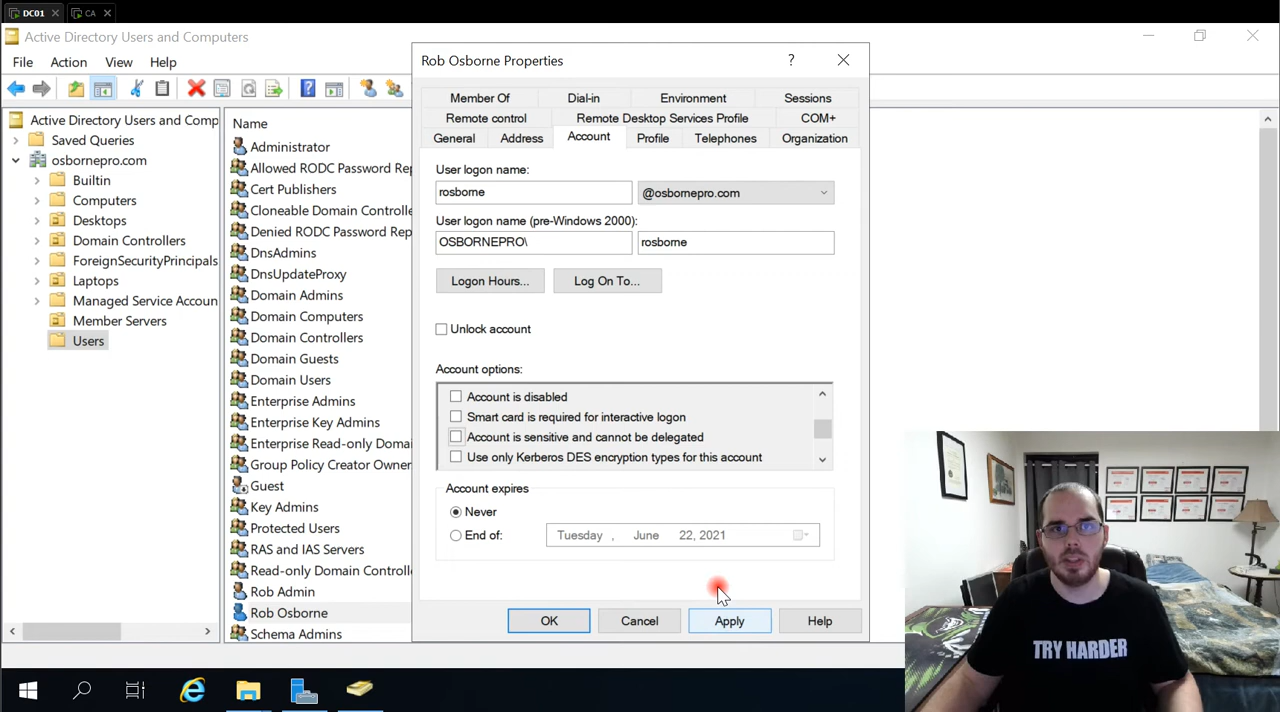 DC01
CA
Active Directory Users and Computers
File Action View Help
Active Directory Users and Comp
Saved Queries
osbornepro.com
Builtin
Computers
Desktops
Domain Controllers
ForeignSecurityPrincipals
Laptops
Managed Service Accoun
Member Servers
Users
Name
Administrator
Allowed RODC Password Rep
Cert Publishers
Cloneable Domain Controlle
Denied RODC Password Rep
DnsAdmins
DnsUpdateProxy
Domain Admins
Domain Computers
Domain Controllers
Domain Guests
Domain Users
Enterprise Admins
Enterprise Key Admins
Enterprise Read-only Domai
Group Policy Creator Owner
Guest
Key Admins
Protected Users
RAS and IAS Servers
Read-only Domain Controll
Rob Admin
Rob Osborne
Schema Admins
Rob Osborne Properties
?
Member Of Dial-in Environment Sessions
Remote control Remote Desktop Services Profile COM+
General Address Account Profile Telephones Organization
User logon name:
rosborne @osbornepro.com
User logon name (pre-Windows 2000):
OSBORNEPRO\ rosborne
Logon Hours... Log On To...
Unlock account
Account options:
Account is disabled
Smart card is required for interactive logon
Account is sensitive and cannot be delegated
Use only Kerberos DES encryption types for this account
Account expires
Never
End of: Tuesday , June 22, 2021
OK Cancel Apply Help
TRY HARDER